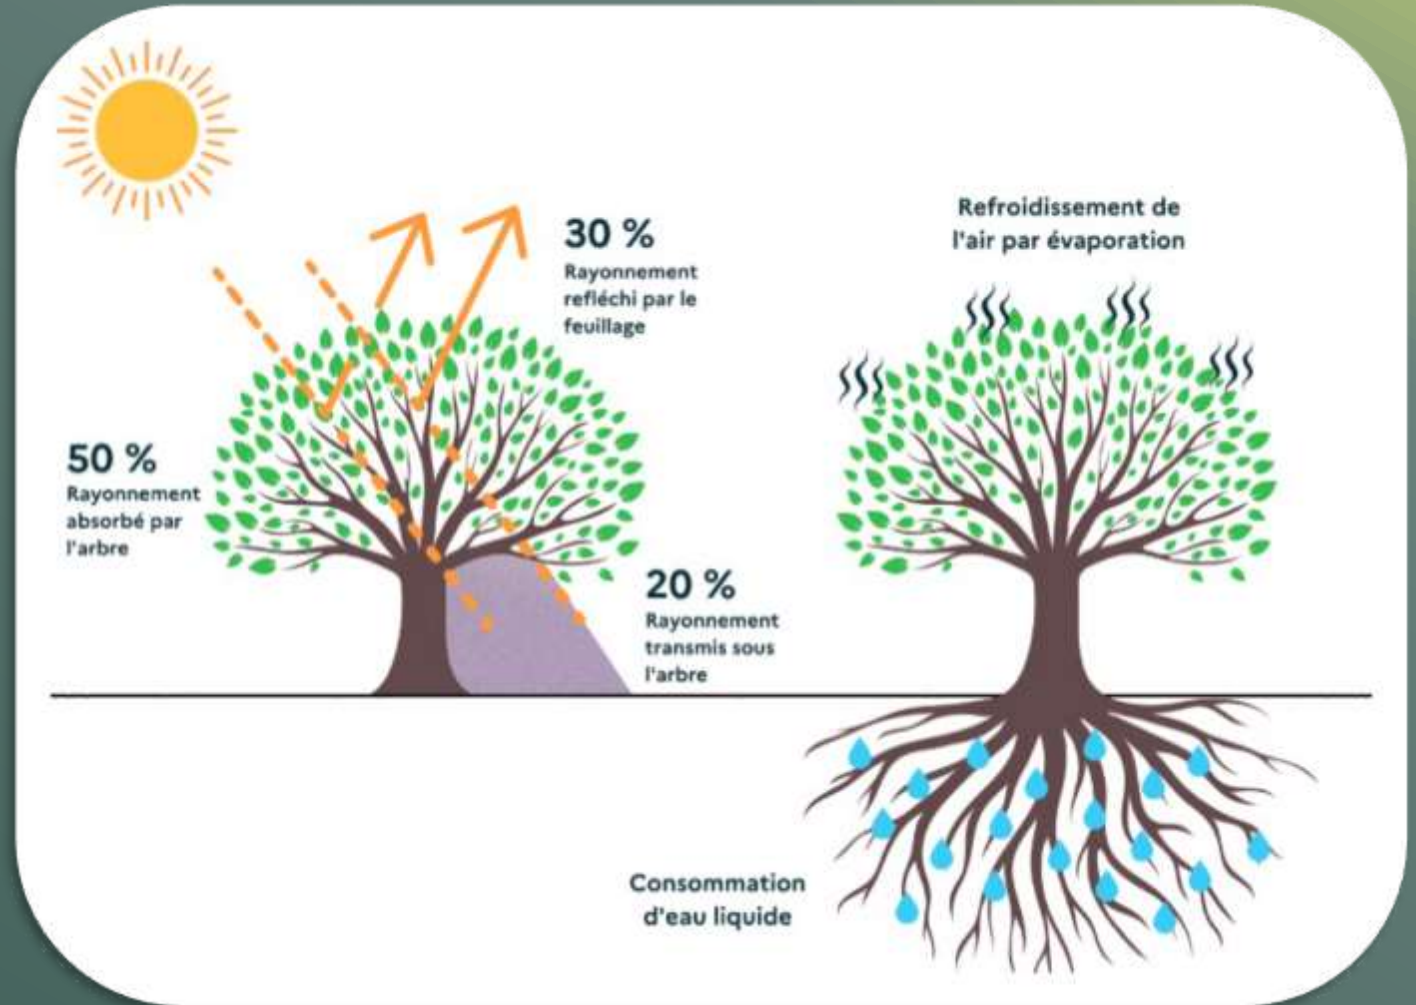 30 %
Rayonnement
refléchi par le
feuillage
50 %
Rayonnement
absorbé par
l'arbre
20 %
Rayonnement
transmis sous
l'arbre
Refroidissement de
l'air par évaporation
Consommation
d'eau liquide